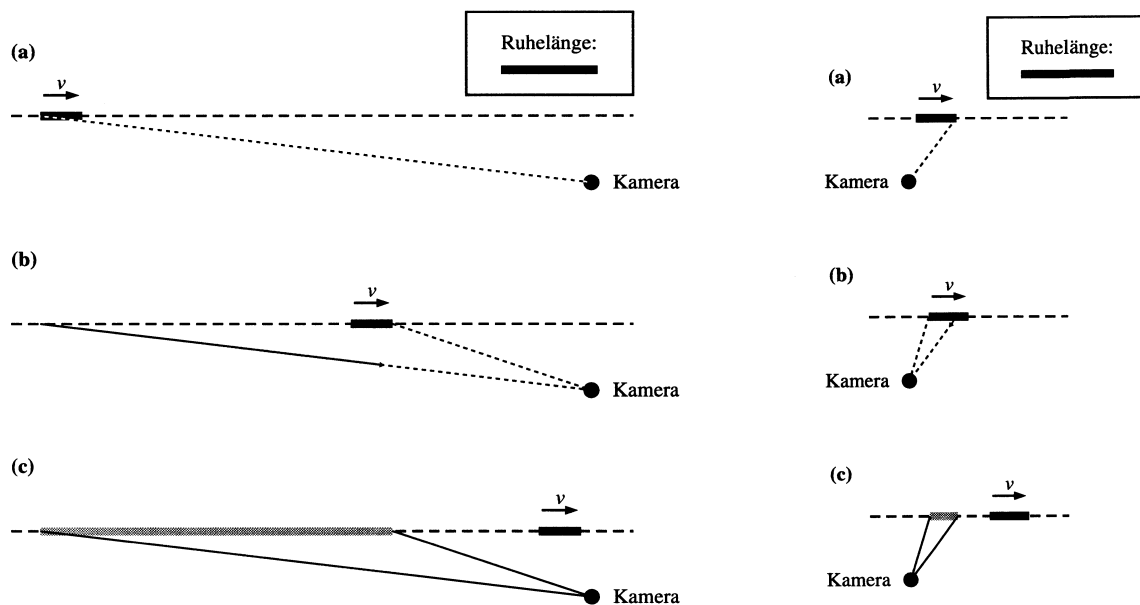 (a)
v
Ruhelänge:
Kamera
(b)
v
Kamera
(c)
v
Kamera
Ruhelänge:
(a)
v
Kamera
(b)
v
Kamera
(c)
v
Kamera